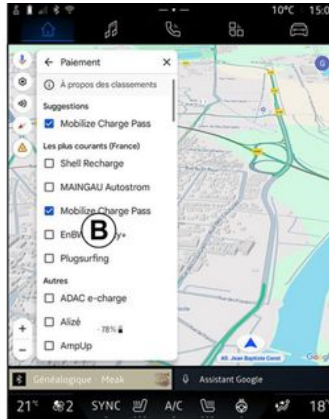 10°C 15:0
Paiement
À propos des classements
Suggestions
Mobilize Charge Pass
Les plus courants (France)
Shell Recharge
MAINGAU Autostrom
Mobilize Charge Pass
B
Plugsurfing
Autres
ADAC e-charge
Alizé
78%
AmpUp
All. Jean Baptiste Corot
Généalogique - Meak
Assistant Google
21° 2 SYNC A/C 18°